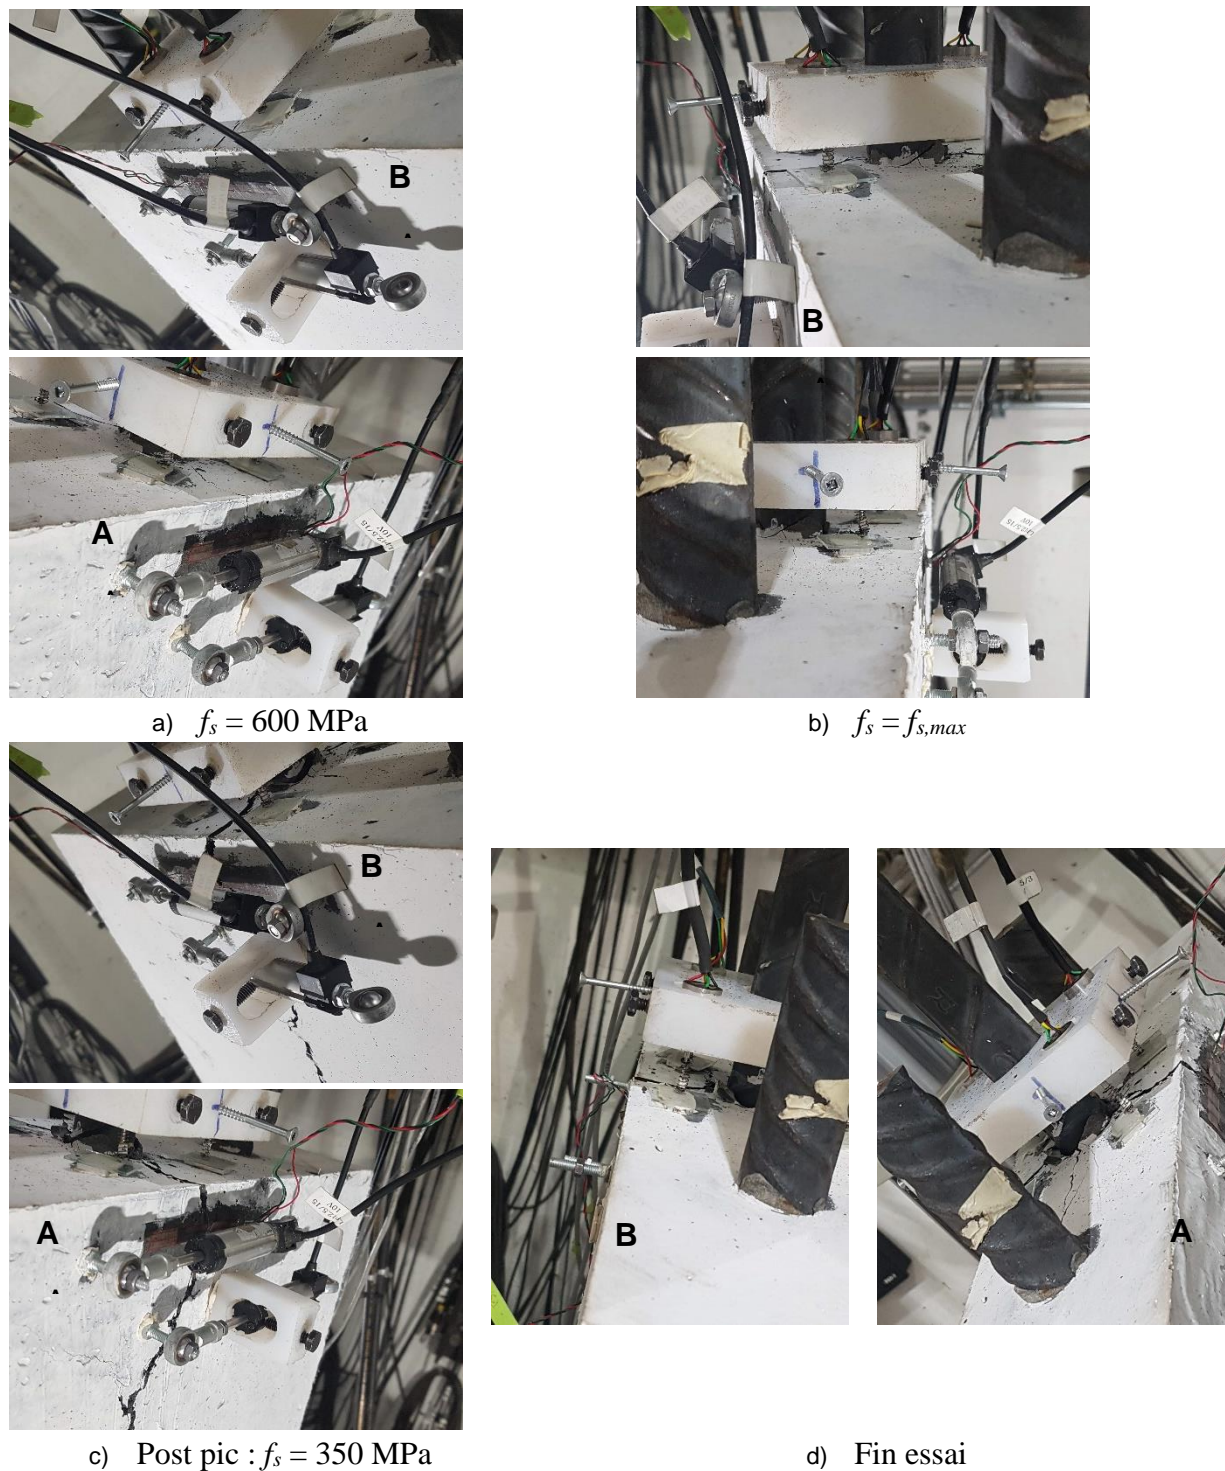 B
B
A
a) fs = 600 MPa
b) fs = fs,max
B
A
B
A
c) Post pic : fs = 350 MPa
d) Fin essai